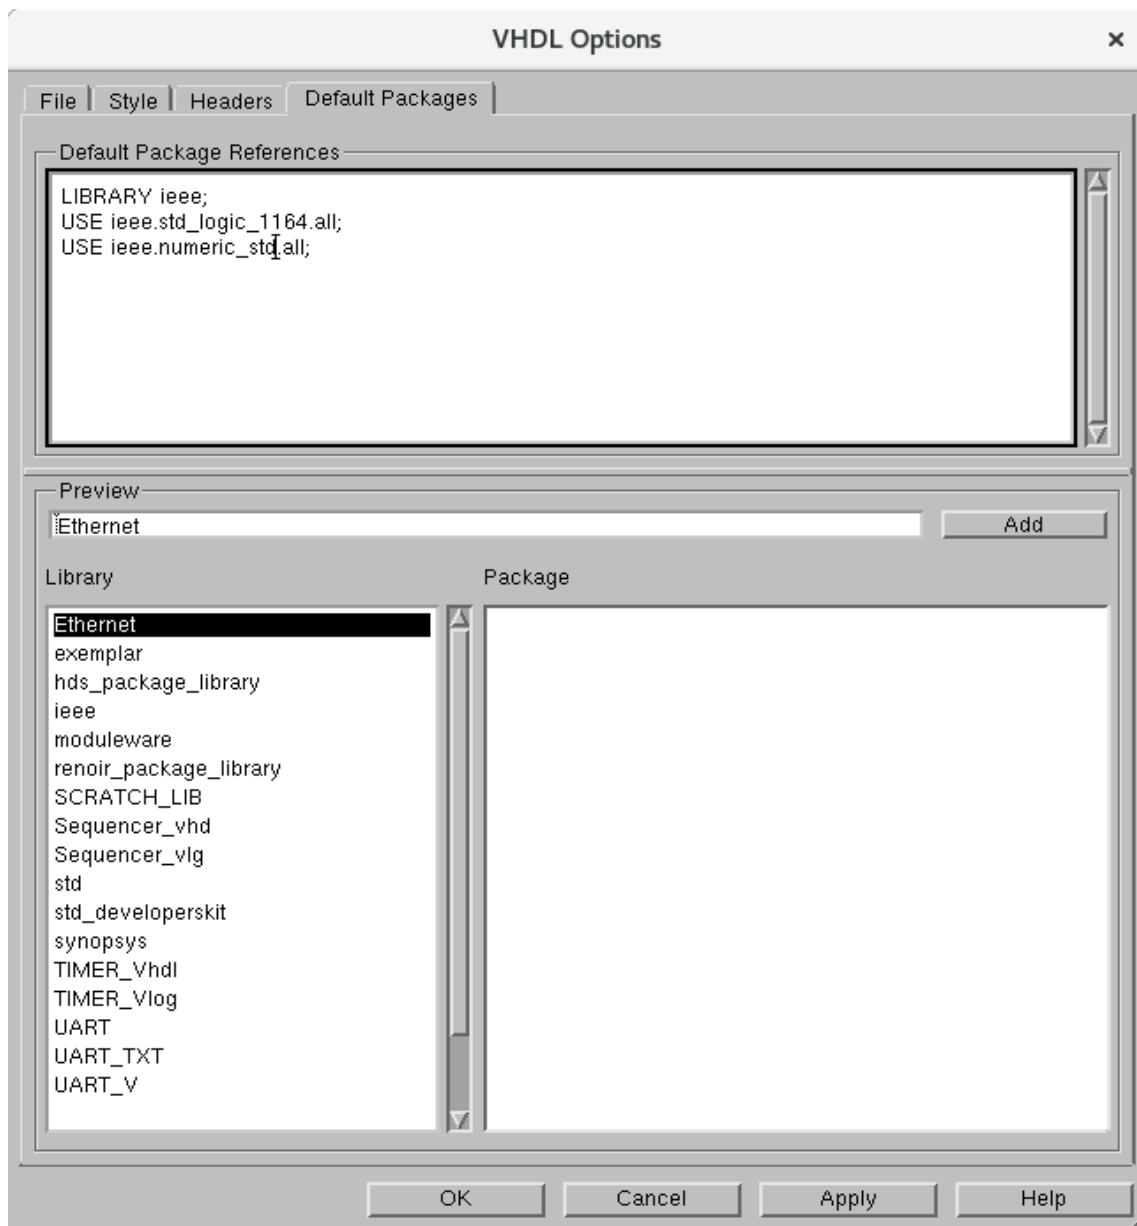 VHDL Options
×
File
Style
Headers
Default Packages
Default Package References
LIBRARY ieee;
USE ieee.std_logic_1164.all;
USE ieee.numeric_std.all;
Preview
Ethernet
Add
Library
Package
Ethernet
exemplar
hds_package_library
ieee
moduleware
renoir_package_library
SCRATCH_LIB
Sequencer_vhd
Sequencer_vlg
std
std_developerskit
synopsys
TIMER_Vhdl
TIMER_Vlog
UART
UART_TXT
UART_V
OK
Cancel
Apply
Help